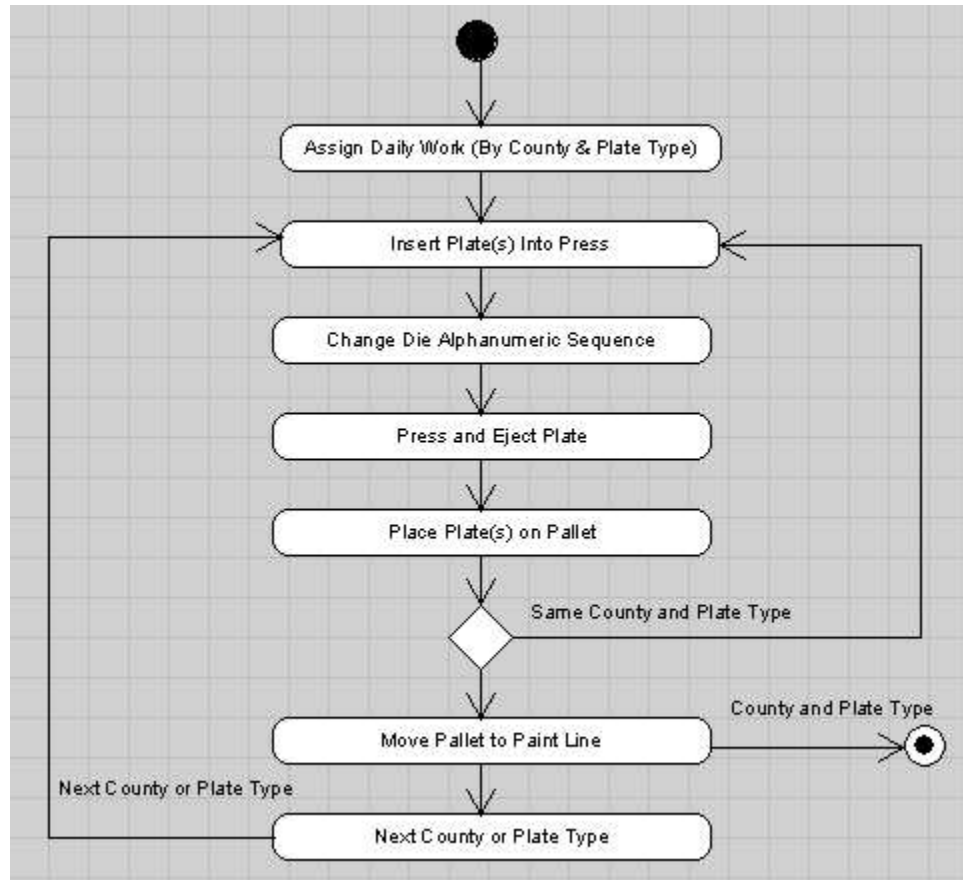 Assign Daily Work (By County & Plate Type)
Insert Plate(s) Into Press
Change Die Alphanumeric Sequence
Press and Eject Plate
Place Plate(s) on Pallet
Same County and Plate Type
County and Plate Type
Move Pallet to Paint Line
Next County or Plate Type
Next County or Plate Type